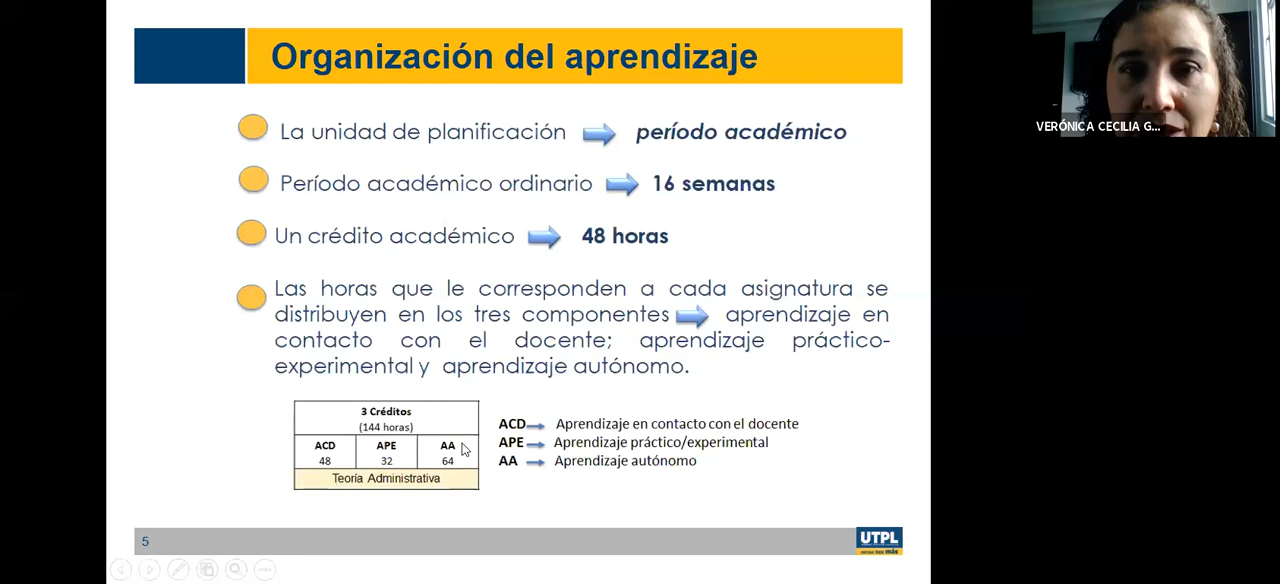 Organización del aprendizaje
La unidad de planificación período académico
Período académico ordinario 16 semanas
Un crédito académico 48 horas
Las horas que le corresponden a cada asignatura se
distribuyen en los tres componentes aprendizaje en
contacto con el docente; aprendizaje práctico-
experimental y aprendizaje autónomo.
3 Créditos
(144 horas)
ACD APE AA
48 32 64
Teoría Administrativa
ACD Aprendizaje en contacto con el docente
APE Aprendizaje práctico/experimental
AA Aprendizaje autónomo
5
UTPL
VERÓNICA CECILIA G...